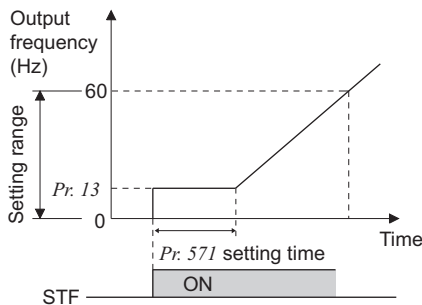 Output
frequency
(Hz)
60
Setting range
Pr. 13
0
Time
Pr. 571 setting time
ON
STF